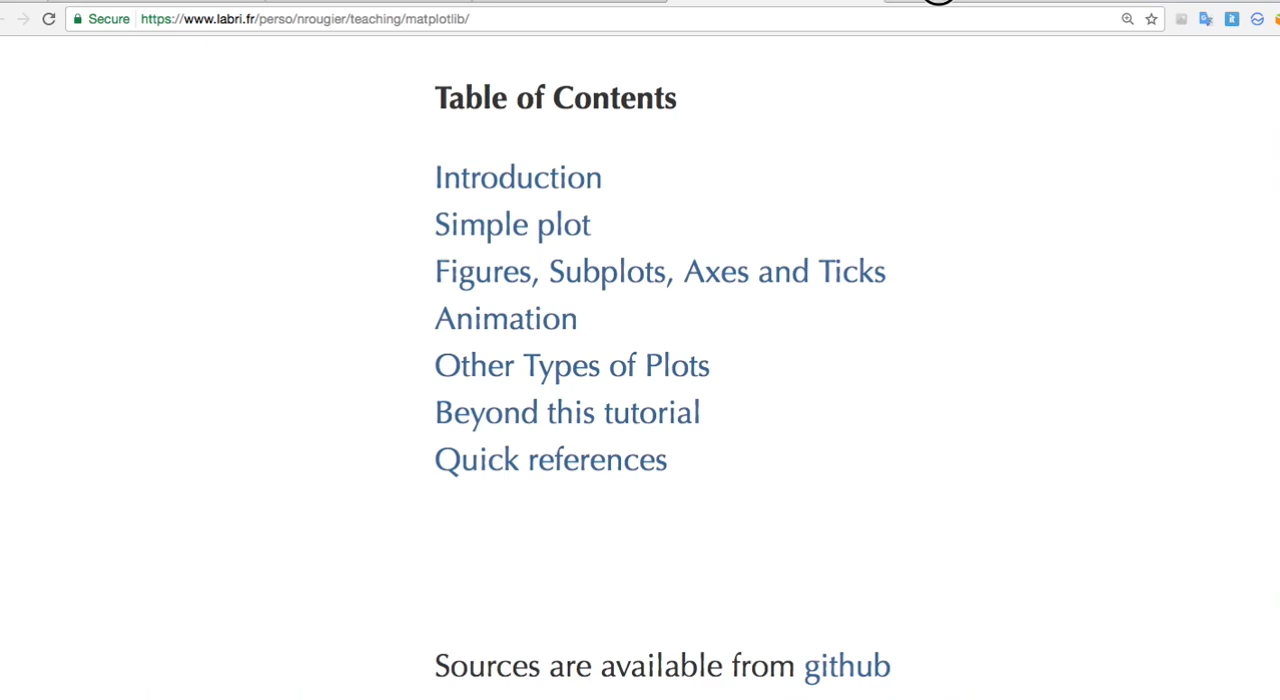 Secure https://www.labri.fr/perso/nrougier/teaching/matplotlib/
Table of Contents
Introduction
Simple plot
Figures, Subplots, Axes and Ticks
Animation
Other Types of Plots
Beyond this tutorial
Quick references
Sources are available from github